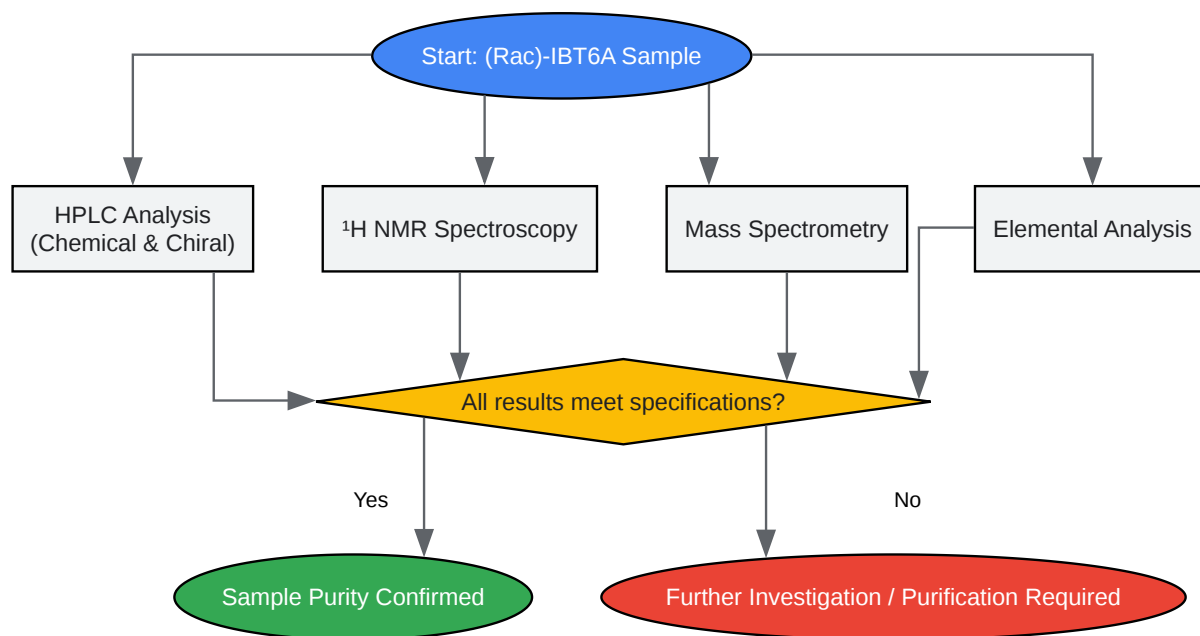 Start: (Rac)-IBT6A Sample
HPLC Analysis
(Chemical & Chiral)
¹H NMR Spectroscopy
Mass Spectrometry
Elemental Analysis
All results meet specifications?
Yes
No
Sample Purity Confirmed
Further Investigation / Purification Required